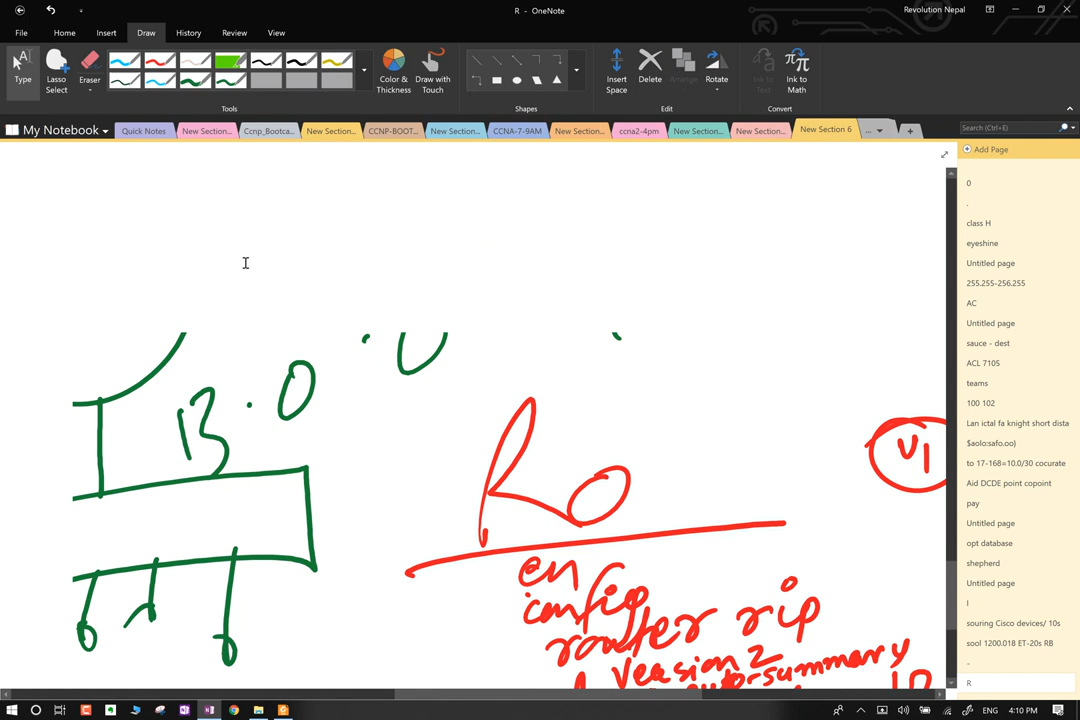 R - OneNote
Revolution Nepal
File Home Insert Draw History Review View
Type
Lasso Select
Eraser
Color & Thickness
Draw with Touch
Insert Space
Delete
Arrange
Rotate
Ink to Text
Ink to Math
Tools
Shapes
Edit
Convert
My Notebook
Quick Notes
New Section...
Ccnp_Bootca...
New Section...
CCNP-BOOT...
New Section...
CCNA-7-9AM
New Section...
ccna2-4pm
New Section...
New Section...
New Section 6
...
Search (Ctrl+E)
Add Page
0
.
class H
eyeshine
Untitled page
255.255-256.255
AC
Untitled page
sauce - dest
ACL 7105
teams
100 102
Lan ictal fa knight short dista
$aolo:safo.oo)
to 17-168=10.0/30 cocurate
Aid DCDE point copoint
pay
Untitled page
opt database
shepherd
Untitled page
I
souring Cisco devices/ 10s
sool 1200.018 ET-20s RB
-
R
13.0
R0
V1
en
config
router rip
version 2
summary
10
ENG
4:10 PM